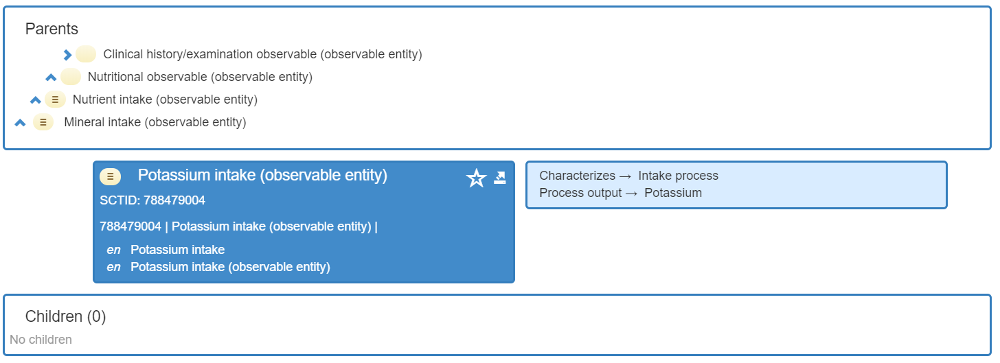 Parents
Clinical history/examination observable (observable entity)
Nutritional observable (observable entity)
Nutrient intake (observable entity)
Mineral intake (observable entity)
Potassium intake (observable entity)
SCTID: 788479004
788479004 | Potassium intake (observable entity) |
en Potassium intake
en Potassium intake (observable entity)
Characterizes → Intake process
Process output → Potassium
Children (0)
No children